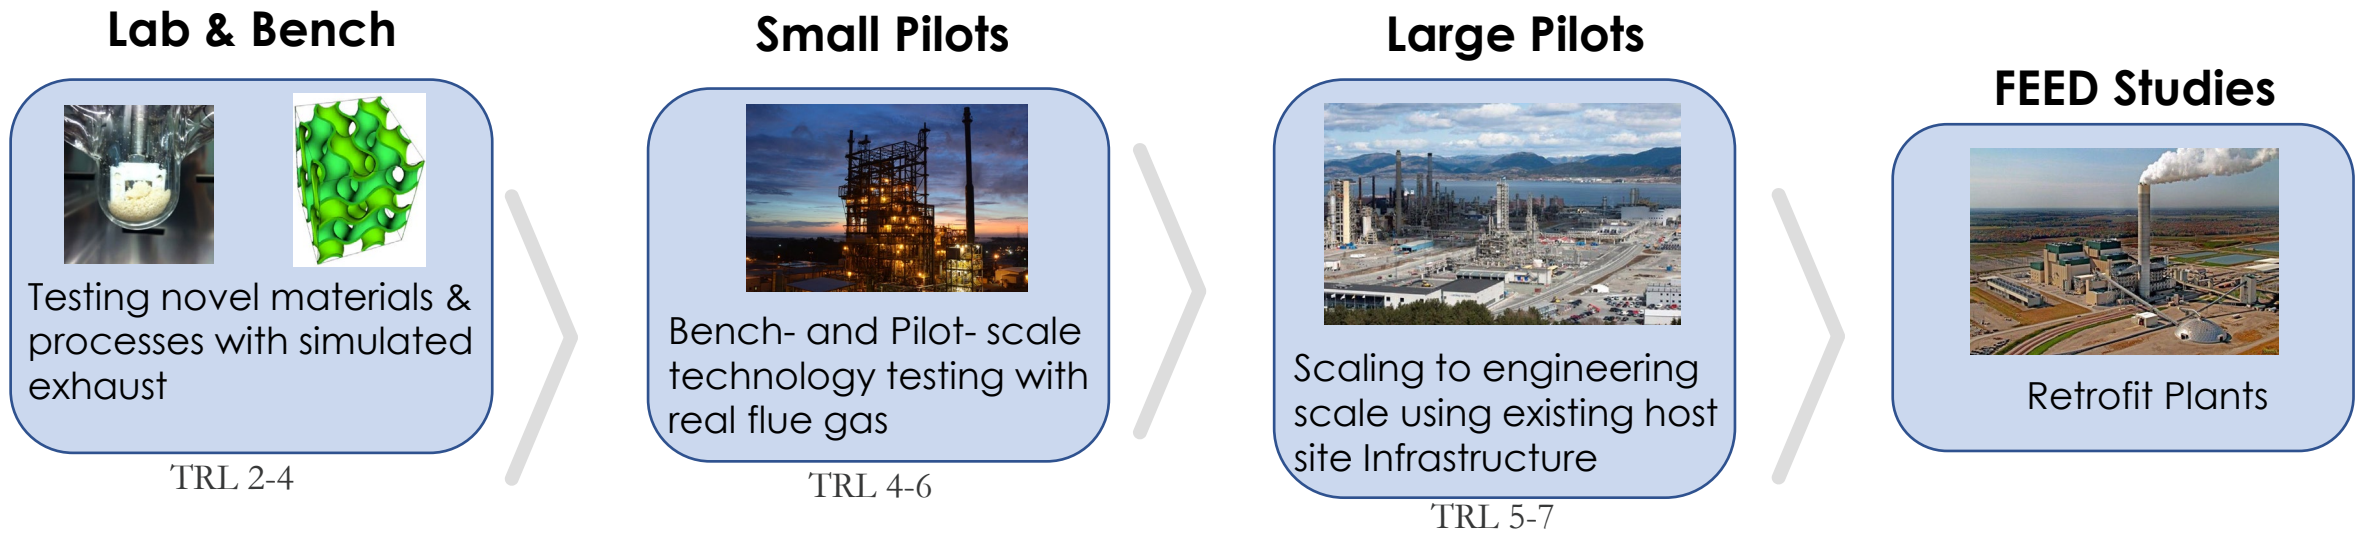 Lab & Bench
Testing novel materials &
processes with simulated
exhaust
TRL 2-4
Small Pilots
Bench- and Pilot- scale
technology testing with
real flue gas
TRL 4-6
Large Pilots
Scaling to engineering
scale using existing host
site Infrastructure
TRL 5-7
FEED Studies
Retrofit Plants